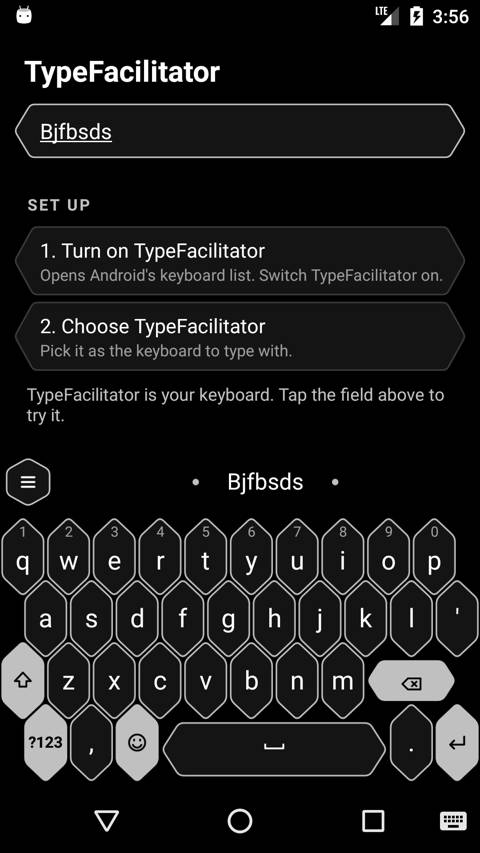 LTE 3:56
TypeFacilitator
Bjfbsds
SET UP
1. Turn on TypeFacilitator
Opens Android's keyboard list. Switch TypeFacilitator on.
2. Choose TypeFacilitator
Pick it as the keyboard to type with.
TypeFacilitator is your keyboard. Tap the field above to
try it.
• Bjfbsds •
1 2 3 4 5 6 7 8 9 0
q w e r t y u i o p
a s d f g h j k l '
z x c v b n m
?123 , .